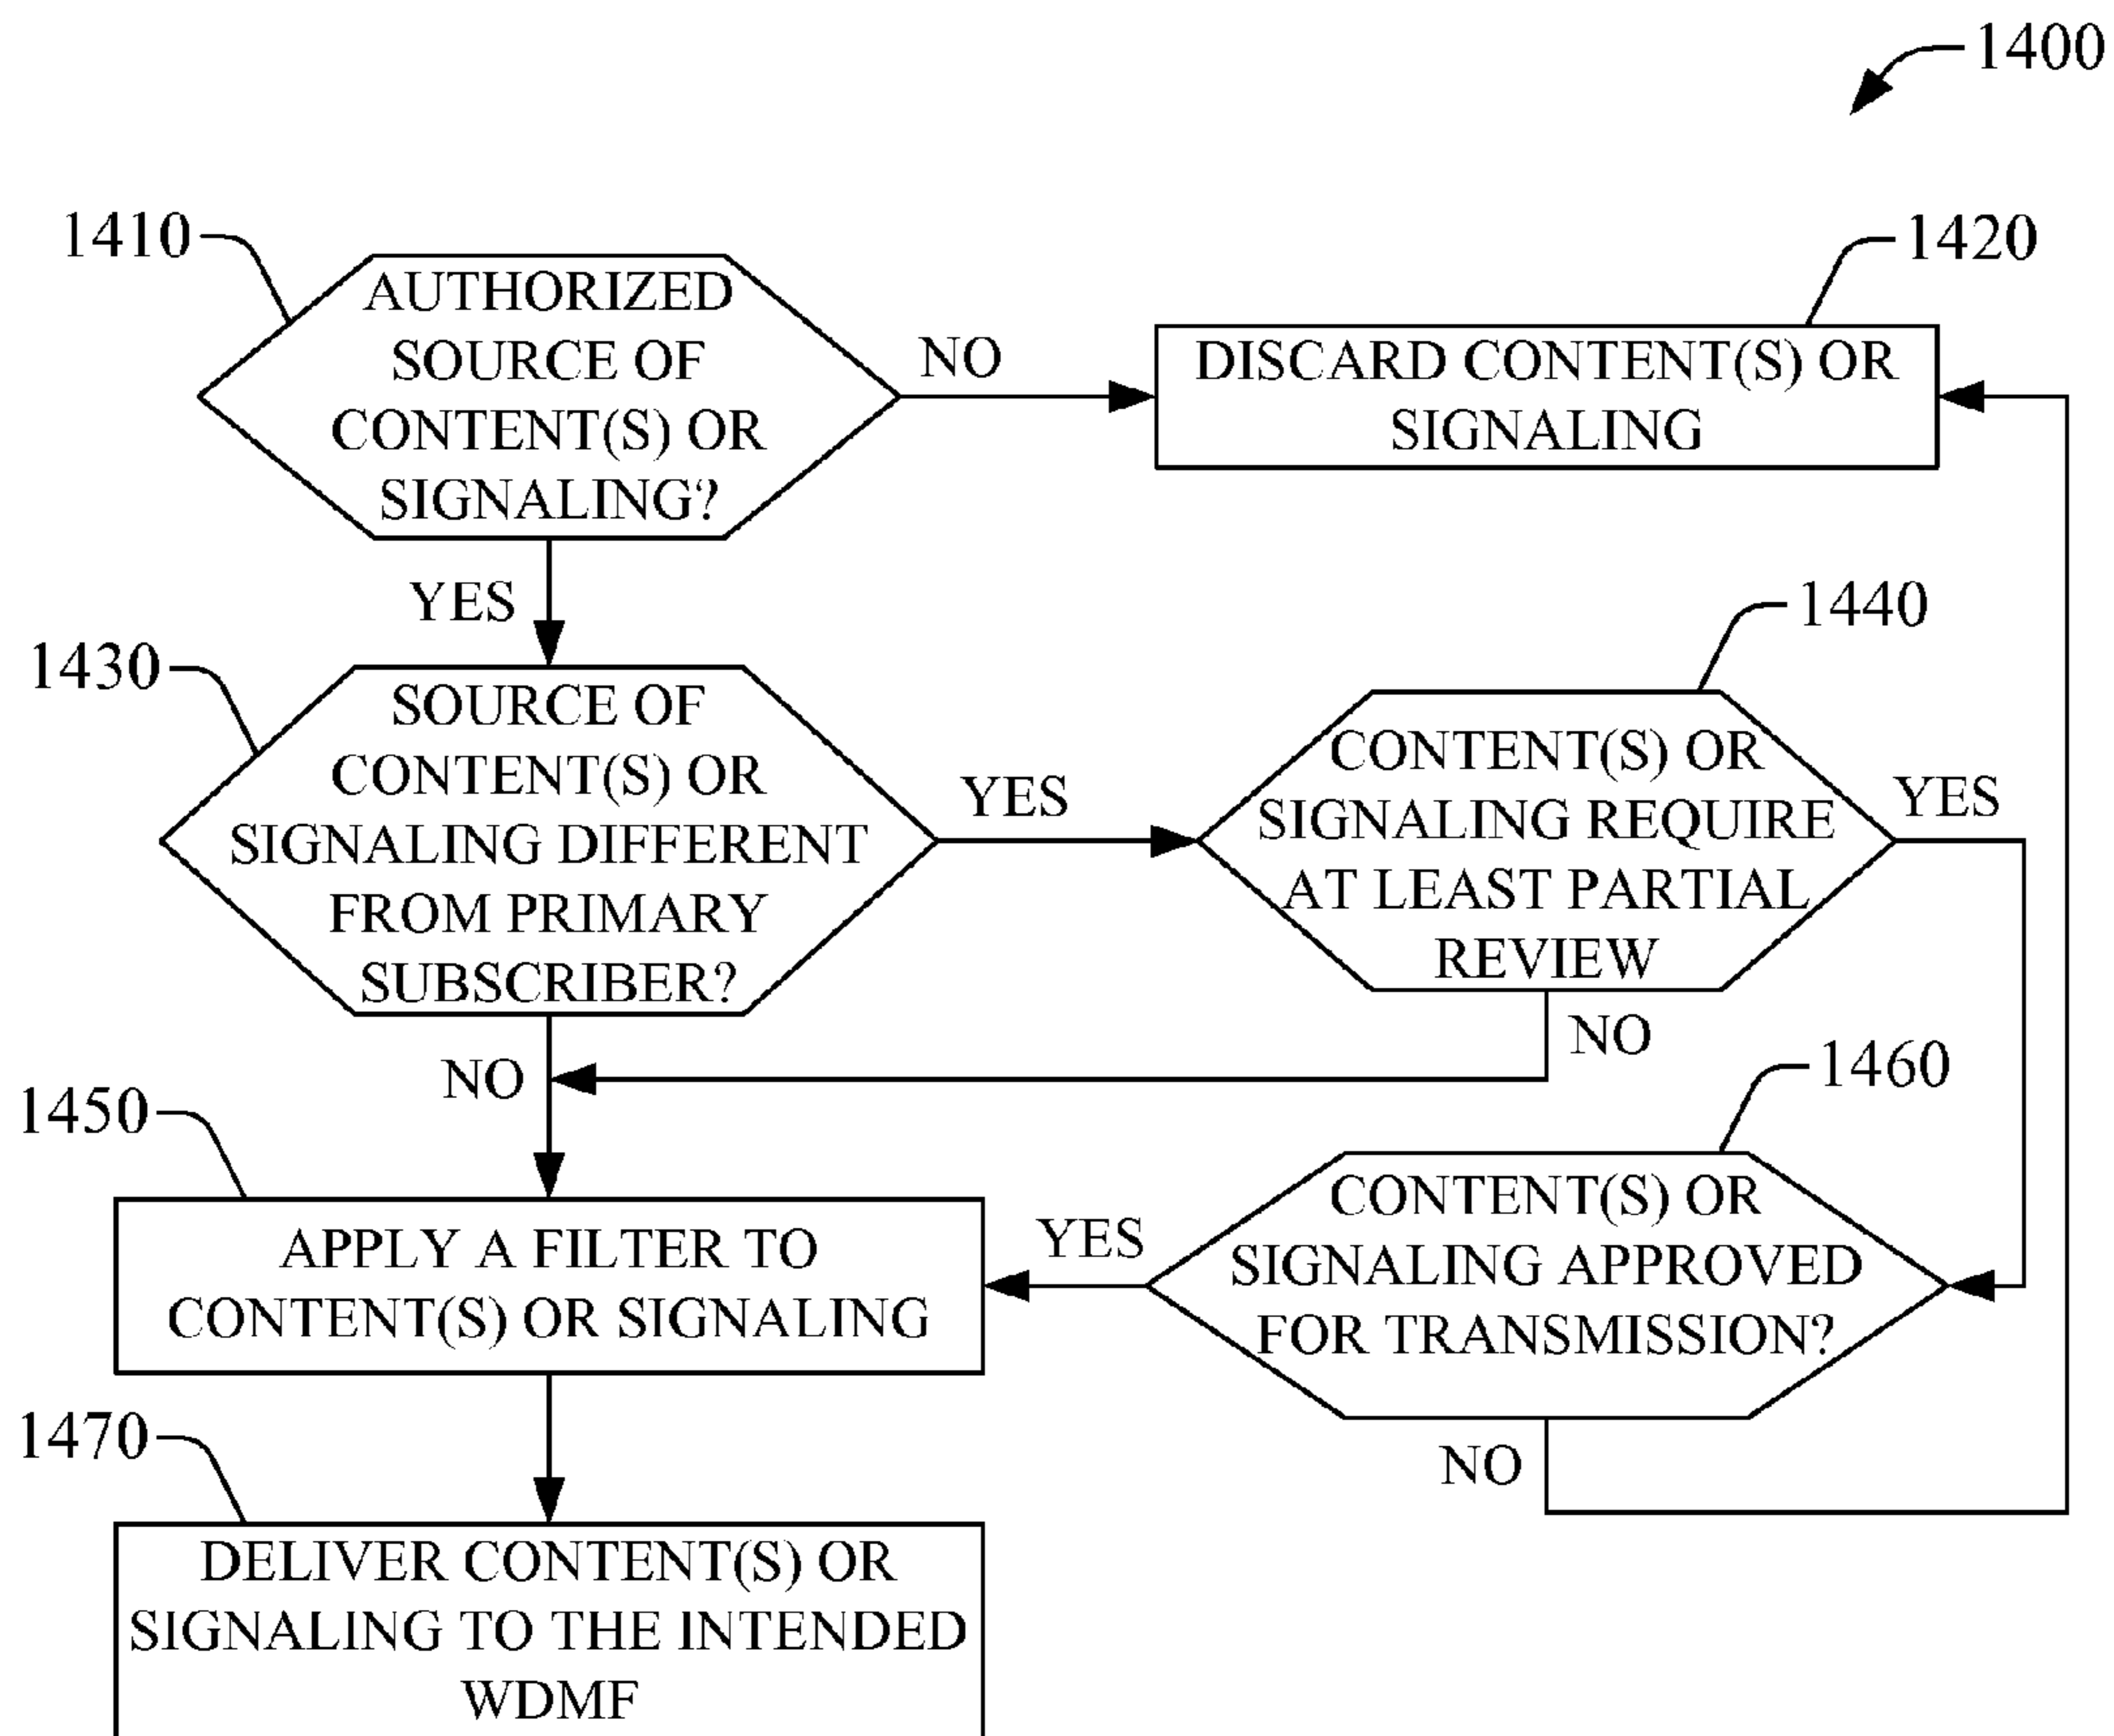 1400
1410
AUTHORIZED
SOURCE OF
CONTENT(S) OR
SIGNALING?
NO
1420
DISCARD CONTENT(S) OR
SIGNALING
YES
1430
SOURCE OF
CONTENT(S) OR
SIGNALING DIFFERENT
FROM PRIMARY
SUBSCRIBER?
YES
1440
CONTENT(S) OR
SIGNALING REQUIRE
AT LEAST PARTIAL
REVIEW
YES
NO
NO
1450
APPLY A FILTER TO
CONTENT(S) OR SIGNALING
YES
1460
CONTENT(S) OR
SIGNALING APPROVED
FOR TRANSMISSION?
NO
1470
DELIVER CONTENT(S) OR
SIGNALING TO THE INTENDED
WDMF